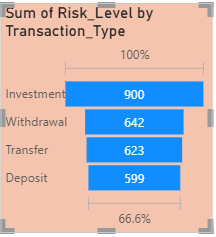 Sum of Risk_Level by
Transaction_Type
100%
Investment 900
Withdrawal 642
Transfer 623
Deposit 599
66.6%